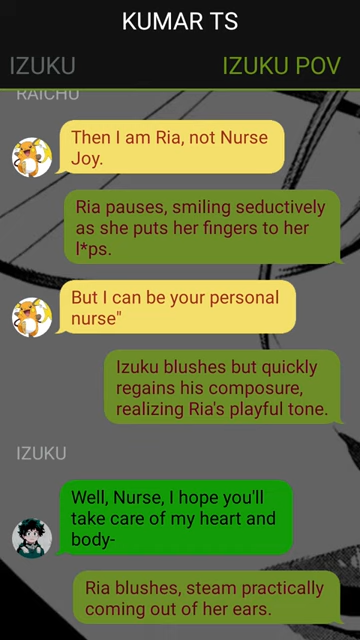 KUMAR TS
IZUKU
IZUKU POV
RAICHU
Then I am Ria, not Nurse
Joy.
Ria pauses, smiling seductively
as she puts her fingers to her
l*ps.
But I can be your personal
nurse"
Izuku blushes but quickly
regains his composure,
realizing Ria's playful tone.
IZUKU
Well, Nurse, I hope you'll
take care of my heart and
body-
Ria blushes, steam practically
coming out of her ears.